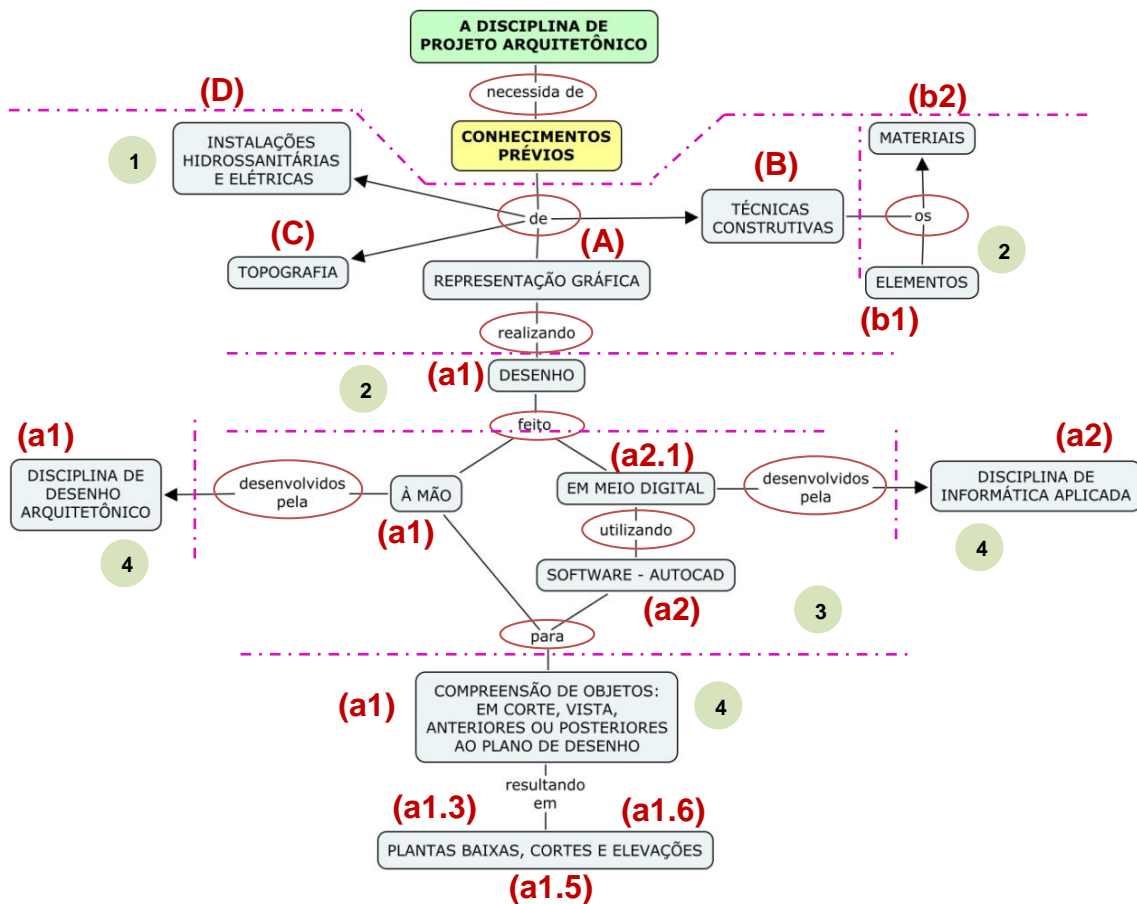 A DISCIPLINA DE
PROJETO ARQUITETÔNICO
necessida de
(D)
(b2)
CONHECIMENTOS
PRÉVIOS
1
INSTALAÇÕES
HIDROSSANITÁRIAS
E ELÉTRICAS
MATERIAIS
(B)
de
TÉCNICAS
CONSTRUTIVAS
os
(C)
(A)
TOPOGRAFIA
REPRESENTAÇÃO GRÁFICA
2
ELEMENTOS
(b1)
realizando
(a1)
DESENHO
2
feito
(a1)
(a2.1)
(a2)
DISCIPLINA DE
DESENHO
ARQUITETÔNICO
desenvolvidos
pela
À MÃO
EM MEIO DIGITAL
desenvolvidos
pela
DISCIPLINA DE
INFORMÁTICA APLICADA
(a1)
utilizando
4
4
SOFTWARE - AUTOCAD
(a2)
3
para
(a1)
COMPREENSÃO DE OBJETOS:
EM CORTE, VISTA,
ANTERIORES OU POSTERIORES
AO PLANO DE DESENHO
4
resultando
em
(a1.3)
(a1.6)
PLANTAS BAIXAS, CORTES E ELEVAÇÕES
(a1.5)